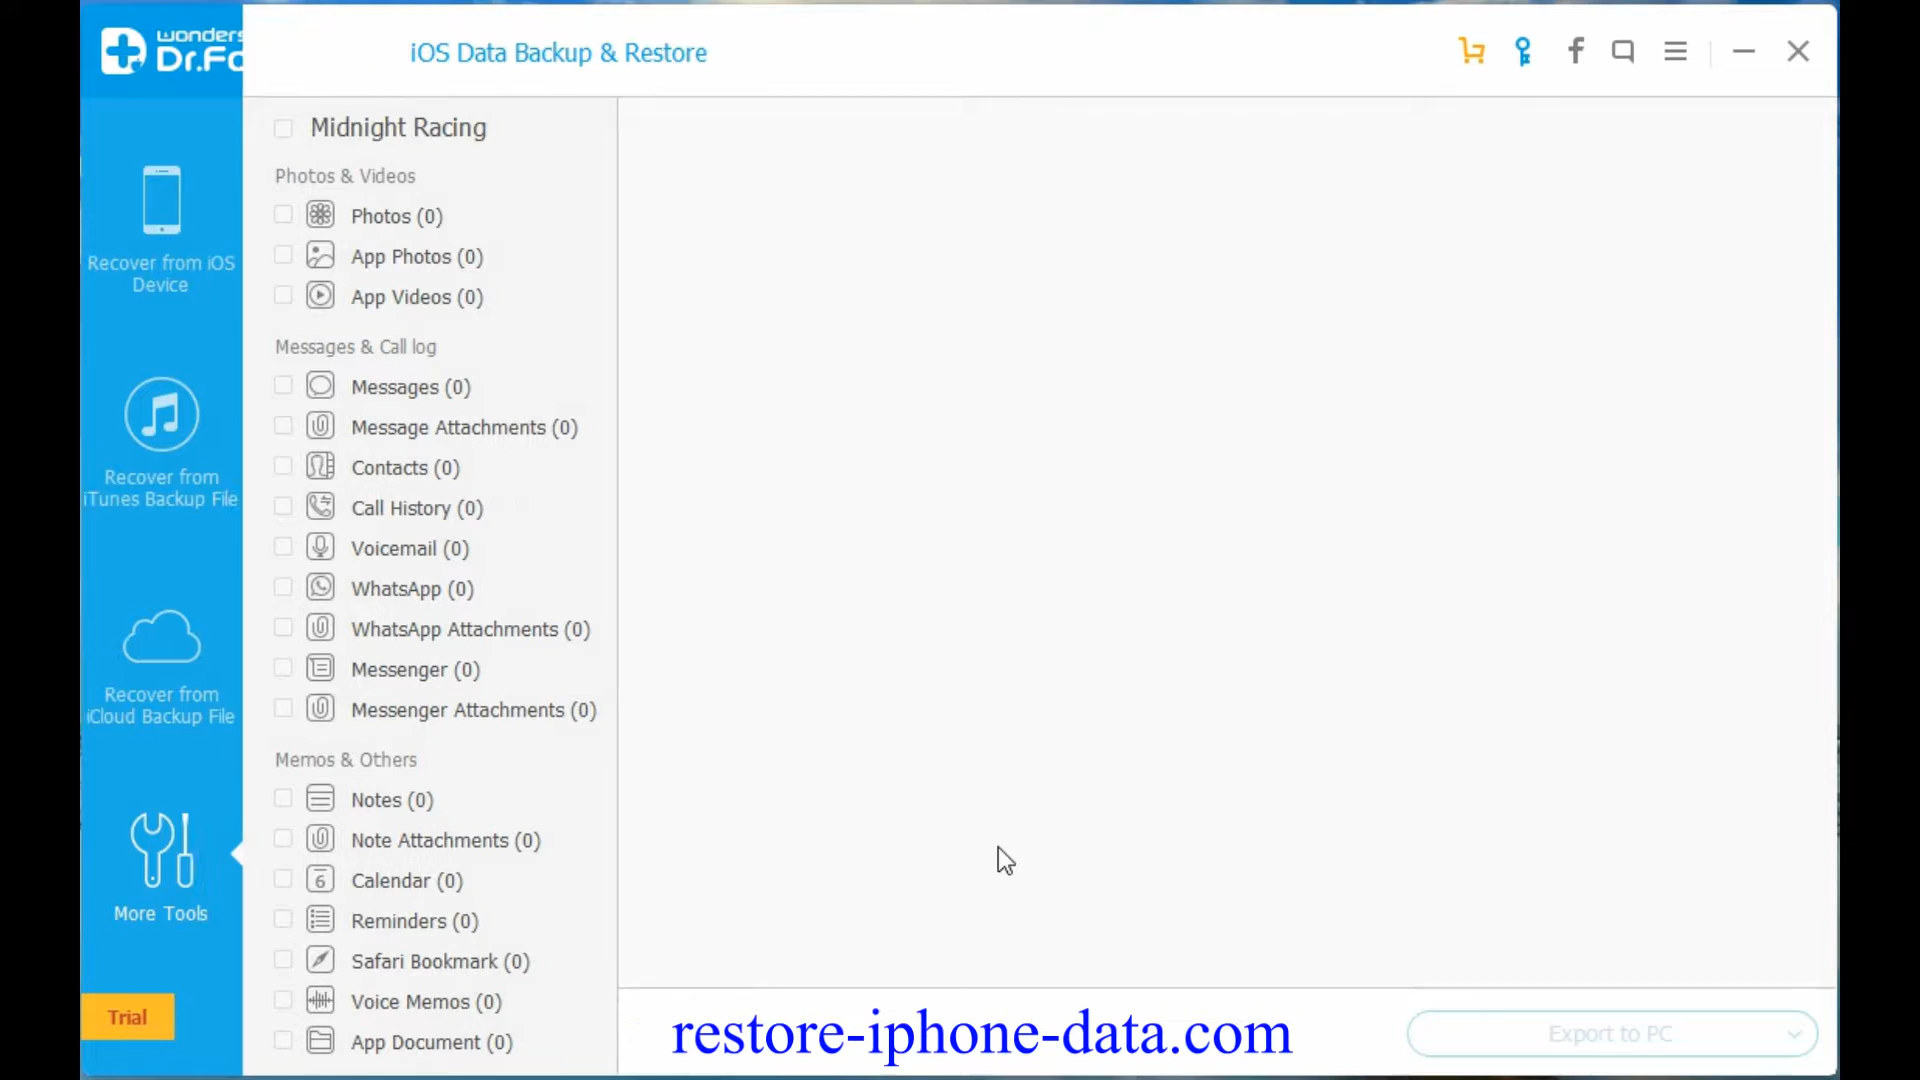 wonders
Dr.Fo
iOS Data Backup & Restore
Recover from iOS
Device
Recover from
iTunes Backup File
Recover from
iCloud Backup File
More Tools
Trial
Midnight Racing
Photos & Videos
Photos (0)
App Photos (0)
App Videos (0)
Messages & Call log
Messages (0)
Message Attachments (0)
Contacts (0)
Call History (0)
Voicemail (0)
WhatsApp (0)
WhatsApp Attachments (0)
Messenger (0)
Messenger Attachments (0)
Memos & Others
Notes (0)
Note Attachments (0)
6 Calendar (0)
Reminders (0)
Safari Bookmark (0)
Voice Memos (0)
App Document (0)
restore-iphone-data.com
Export to PC